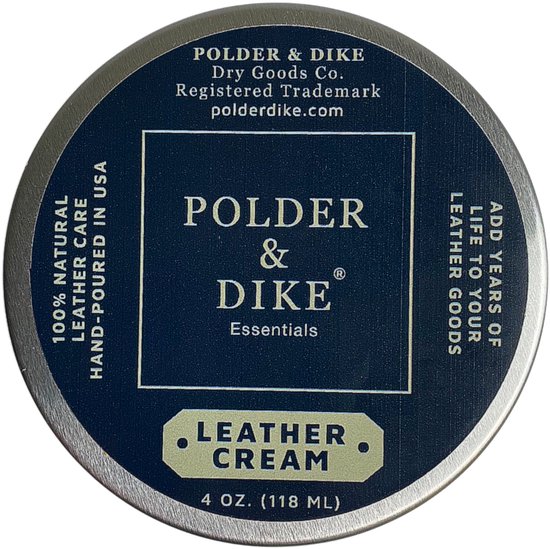 POLDER & DIKE
Dry Goods Co.
Registered Trademark
polderdike.com
100% NATURAL
LEATHER CARE
HAND-POURED IN USA
POLDER
&
DIKE®
Essentials
ADD YEARS OF
LIFE TO YOUR
LEATHER GOODS
LEATHER
CREAM
4 OZ. (118 ML)